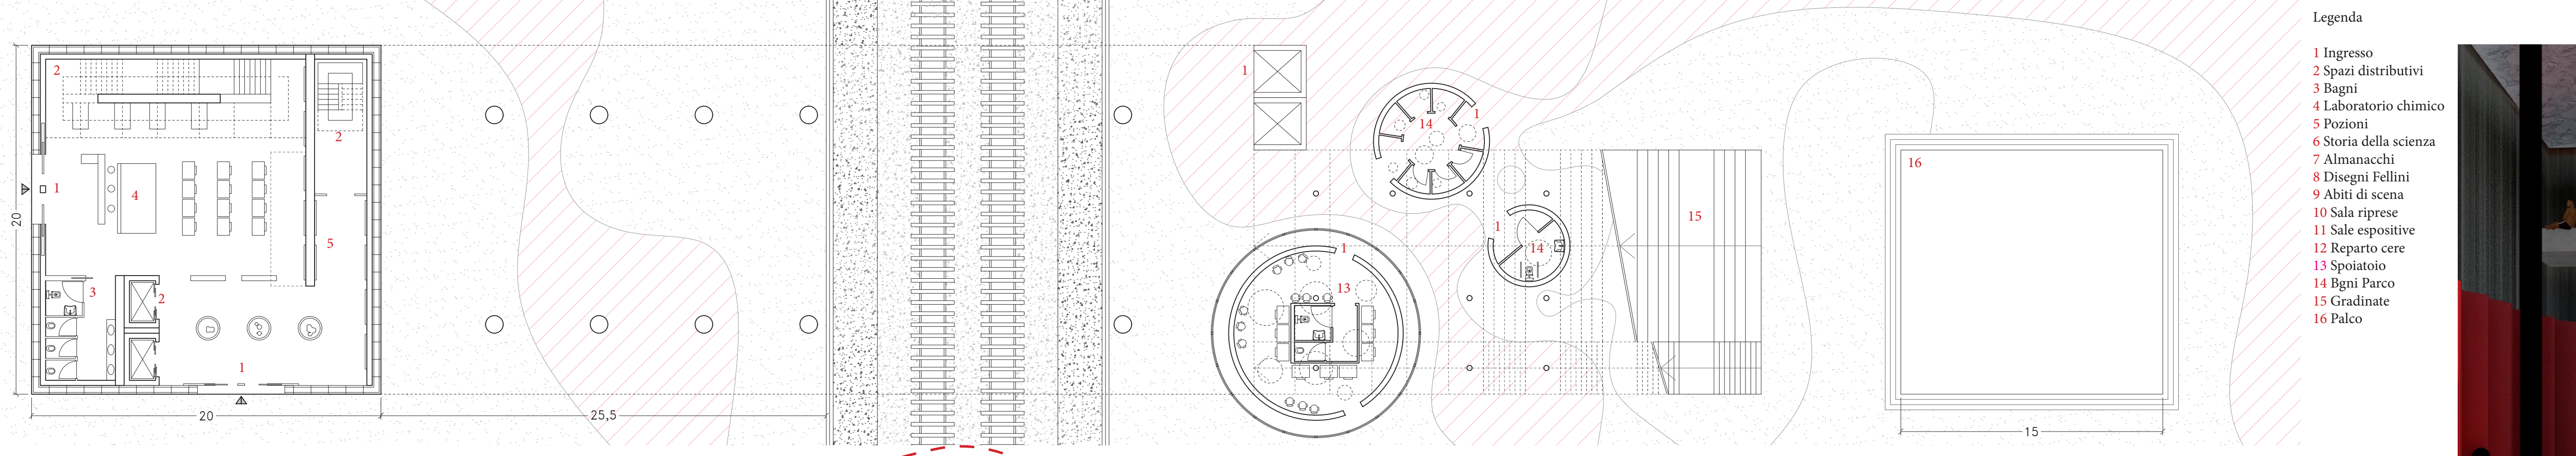 2
2
1
4
5
3
2
1
20
20
25,5
1
14
1
1
14
1
13
15
16
15
Legenda
1 Ingresso
2 Spazi distributivi
3 Bagni
4 Laboratorio chimico
5 Pozioni
6 Storia della scienza
7 Almanacchi
8 Disegni Fellini
9 Abiti di scena
10 Sala riprese
11 Sale espositive
12 Reparto cere
13 Spoiatoio
14 Bgni Parco
15 Gradinate
16 Palco